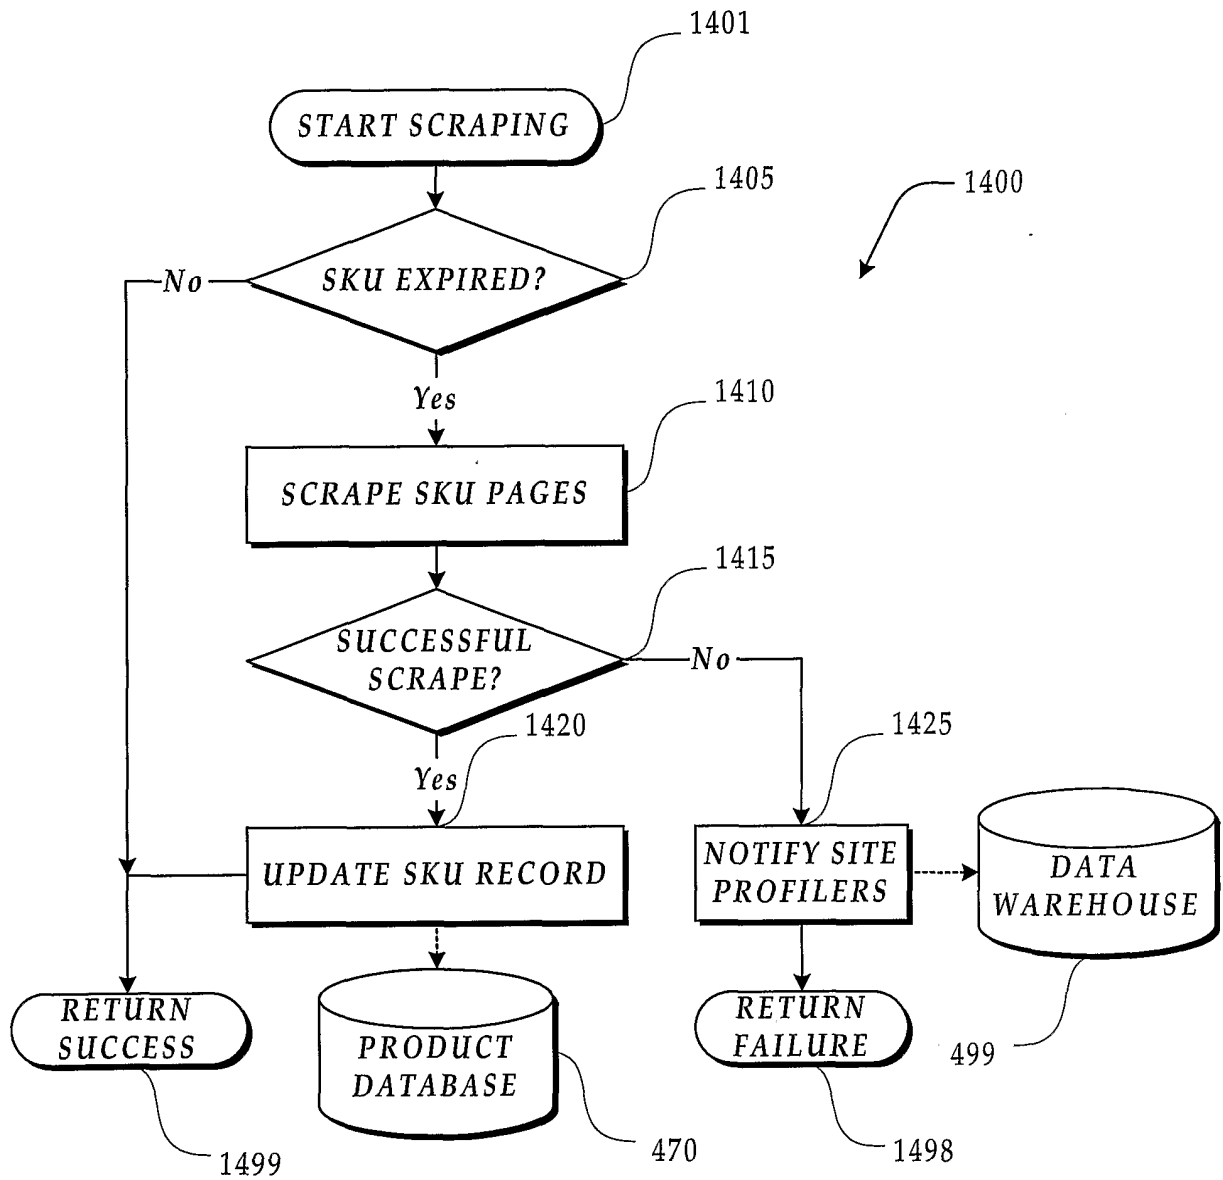 1401
START SCRAPING
1405
1400
SKU EXPIRED?
No
Yes
1410
SCRAPE SKU PAGES
1415
SUCCESSFUL
SCRAPE?
No
1420
1425
Yes
UPDATE SKU RECORD
NOTIFY SITE
PROFILERS
DATA
WAREHOUSE
RETURN
SUCCESS
PRODUCT
DATABASE
RETURN
FAILURE
499
1499
470
1498